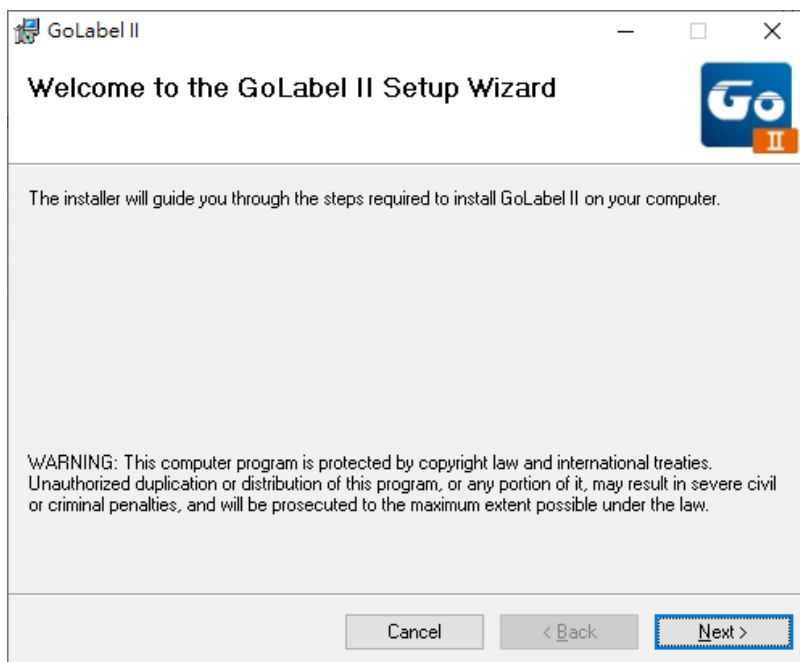 GoLabel II
Welcome to the GoLabel II Setup Wizard
Go
II
The installer will guide you through the steps required to install GoLabel II on your computer.
WARNING: This computer program is protected by copyright law and international treaties.
Unauthorized duplication or distribution of this program, or any portion of it, may result in severe civil
or criminal penalties, and will be prosecuted to the maximum extent possible under the law.
Cancel
< Back
Next >